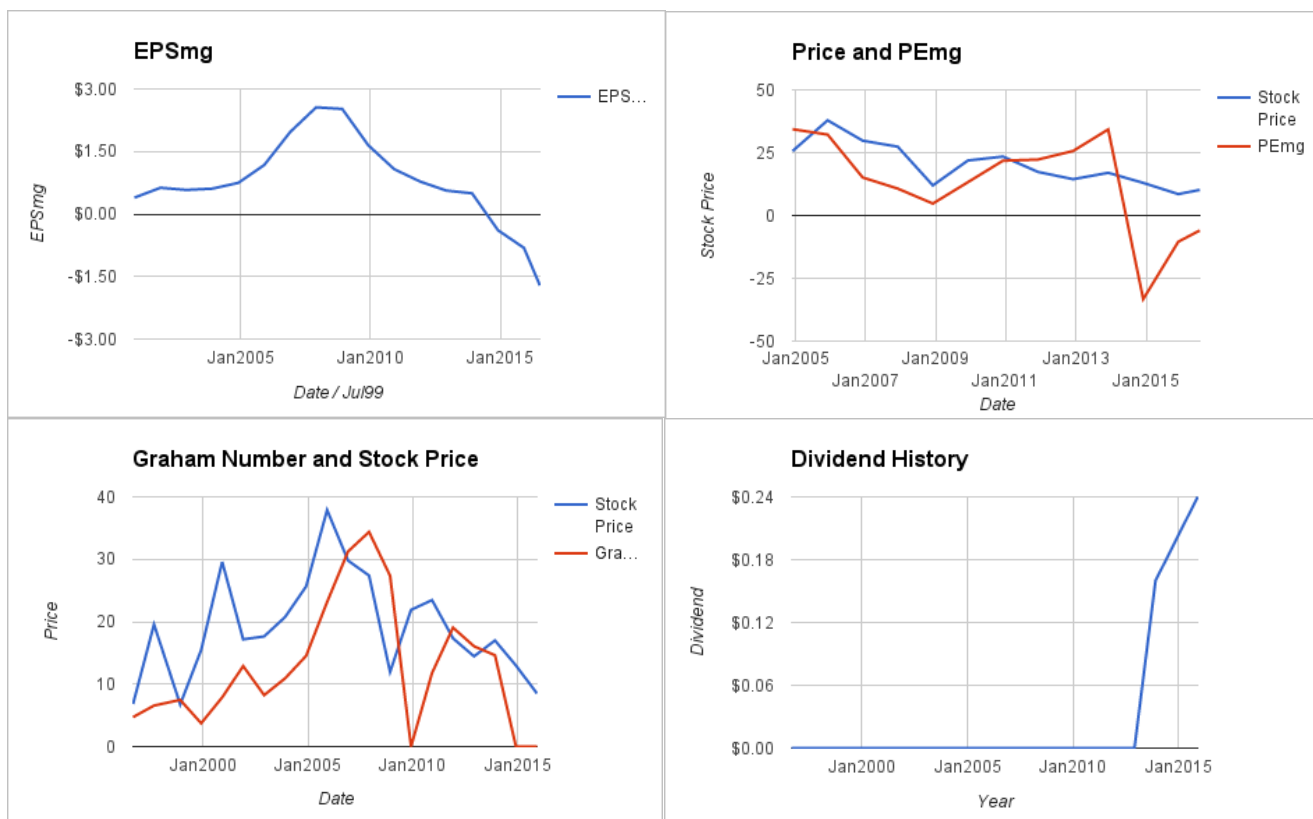 EPSmg
$3.00
$1.50
$0.00
-$1.50
-$3.00
EPSmg
Jan2005 Jan2010 Jan2015
Date / Jul99
EPS...
Price and PEmg
50
25
0
-25
-50
Stock Price
Jan2005 Jan2009 Jan2013
Jan2007 Jan2011 Jan2015
Date
Stock
Price
PEmg
Graham Number and Stock Price
40
30
20
10
0
Price
Jan2000 Jan2005 Jan2010 Jan2015
Date
Stock
Price
Gra...
Dividend History
$0.24
$0.18
$0.12
$0.06
$0.00
Dividend
Jan2000 Jan2005 Jan2010 Jan2015
Year